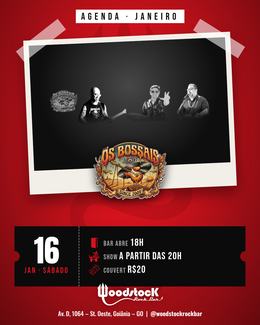 AGENDA - JANEIRO
OS BOSSAIS
16
JAN - SÁBADO
BAR ABRE 18H
SHOW A PARTIR DAS 20H
COUVERT R$20
Woodstock
Rock Bar
Av. D, 1064 – St. Oeste, Goiânia – GO | @woodstockrockbar